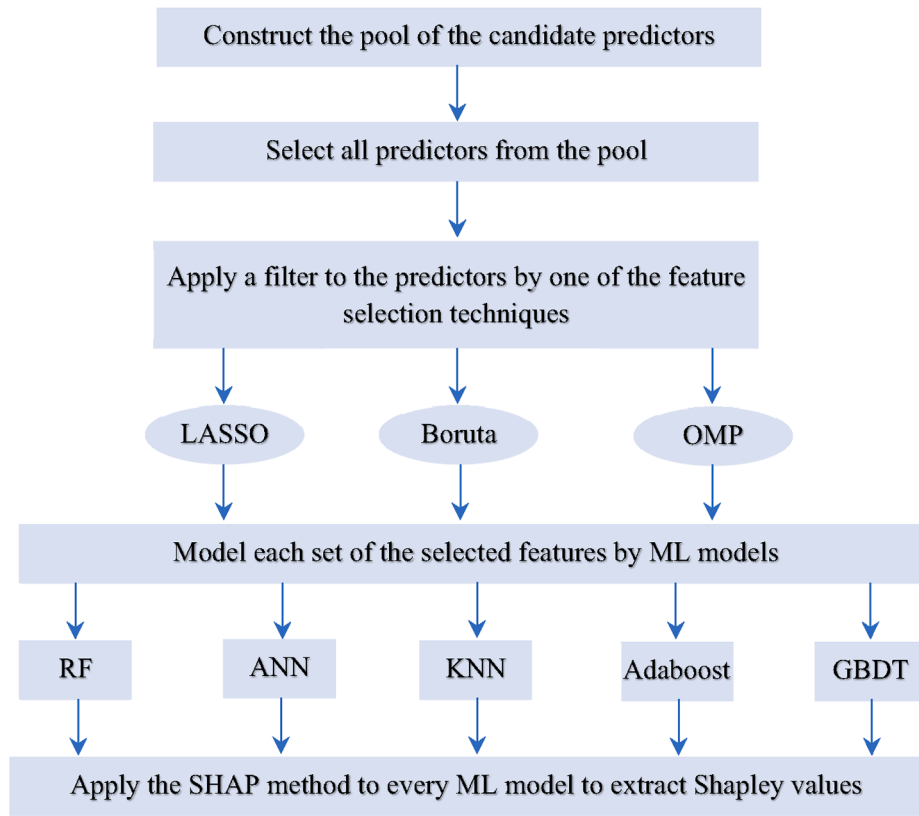 Construct the pool of the candidate predictors
Select all predictors from the pool
Apply a filter to the predictors by one of the feature
selection techniques
LASSO
Boruta
OMP
Model each set of the selected features by ML models
RF
ANN
KNN
Adaboost
GBDT
Apply the SHAP method to every ML model to extract Shapley values